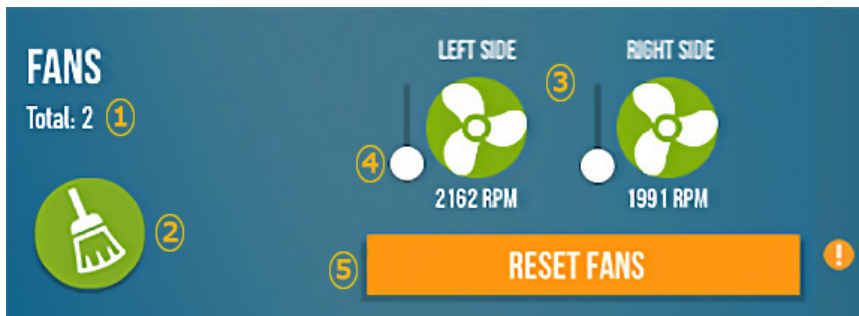 FANS
Total: 2 1
2
LEFT SIDE
4
2162 RPM
3
RIGHT SIDE
1991 RPM
5 RESET FANS !